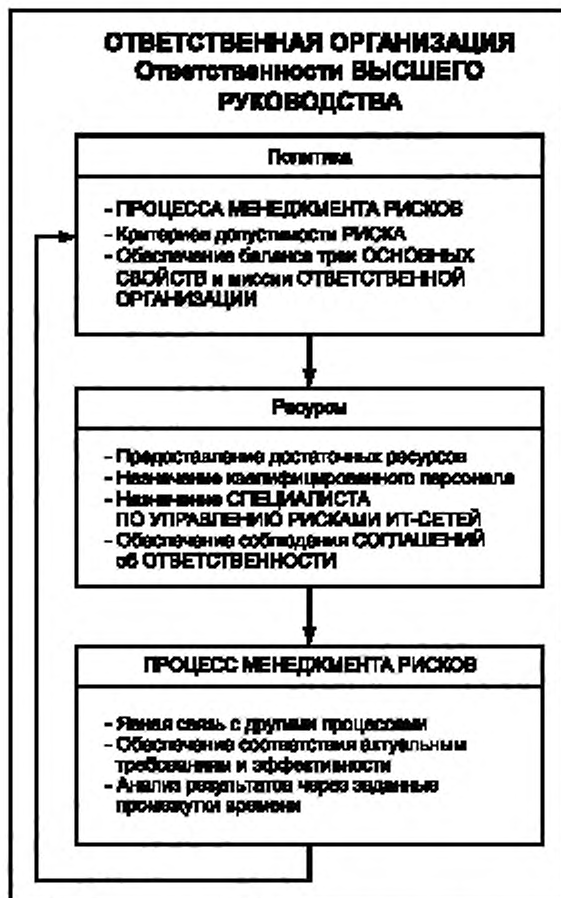 ОТВЕТСТВЕННАЯ ОРГАНИЗАЦИЯ
Ответственности ВЫСШЕГО
РУКОВОДСТВА
Политика
- ПРОЦЕССА МЕНЕДЖМЕНТА РИСКОВ
- Критериев допустимости РИСКА
- Обеспечение баланса трех ОСНОВНЫХ
СВОЙСТВ и миссии ОТВЕТСТВЕННОЙ
ОРГАНИЗАЦИИ
Ресурсы
- Предоставление достаточных ресурсов
- Назначение квалифицированного персонала
- Назначение СПЕЦИАЛИСТА
ПО УПРАВЛЕНИЮ РИСКАМИ ИТ-СЕТЕЙ
- Обеспечение соблюдения СОГЛАШЕНИЙ
об ОТВЕТСТВЕННОСТИ
ПРОЦЕСС МЕНЕДЖМЕНТА РИСКОВ
- Явная связь с другими процессами
- Обеспечение соответствия актуальным
требованиям и эффективности
- Анализ результатов через заданные
промежутки времени